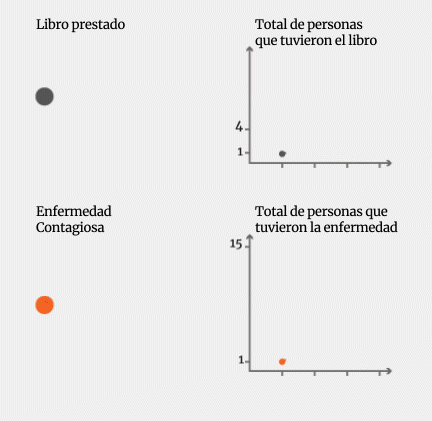 Libro prestado
Total de personas
que tuvieron el libro
4
1
Enfermedad
Contagiosa
Total de personas que
tuvieron la enfermedad
15
1